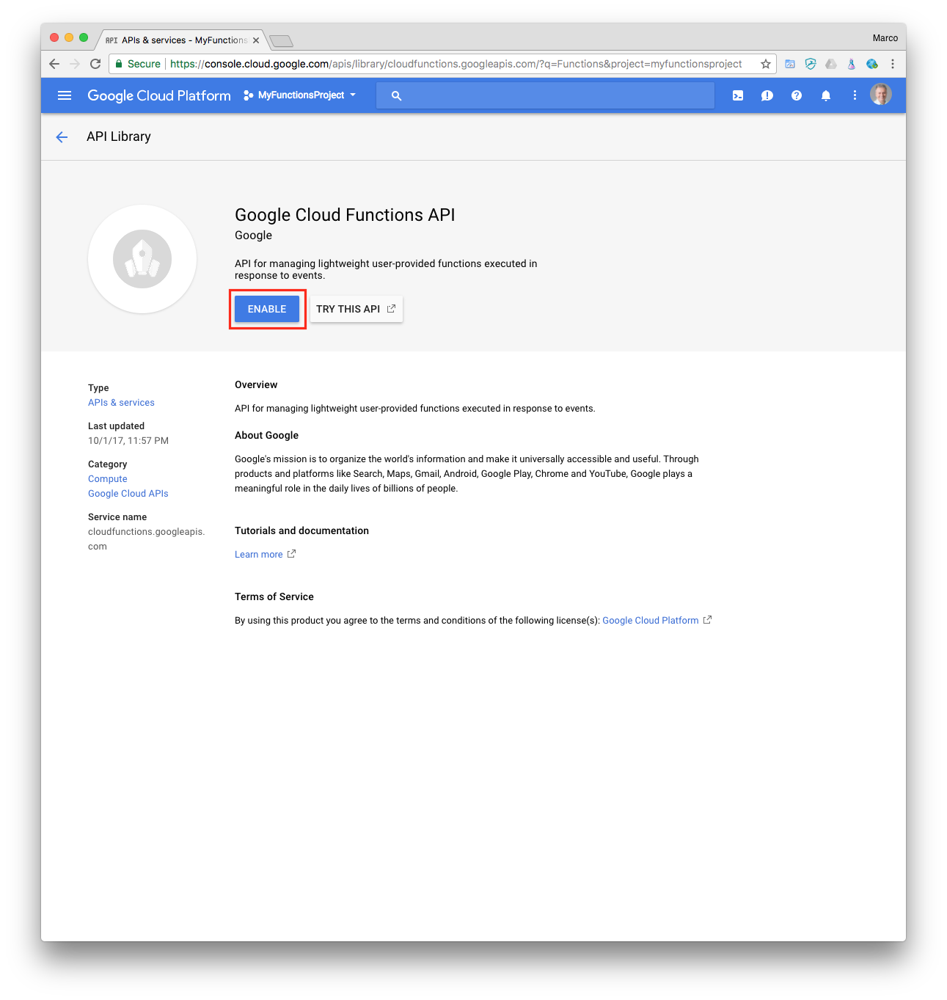 API APIs & services - MyFunctions
Marco
Secure https://console.cloud.google.com/apis/library/cloudfunctions.googleapis.com/?q=Functions&project=myfunctionsproject
Google Cloud Platform MyFunctionsProject
API Library
Google Cloud Functions API
Google
API for managing lightweight user-provided functions executed in
response to events.
ENABLE TRY THIS API
Type
APIs & services
Last updated
10/1/17, 11:57 PM
Category
Compute
Google Cloud APIs
Service name
cloudfunctions.googleapis.
com
Overview
API for managing lightweight user-provided functions executed in response to events.
About Google
Google's mission is to organize the world's information and make it universally accessible and useful. Through
products and platforms like Search, Maps, Gmail, Android, Google Play, Chrome and YouTube, Google plays a
meaningful role in the daily lives of billions of people.
Tutorials and documentation
Learn more
Terms of Service
By using this product you agree to the terms and conditions of the following license(s): Google Cloud Platform